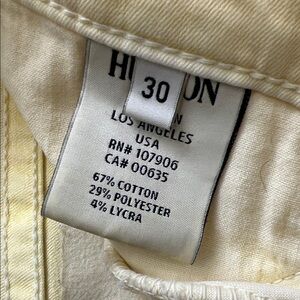 30
LOS ANGELES
USA
RN# 107906
CA# 00635
67% COTTON
29% POLYESTER
4% LYCRA